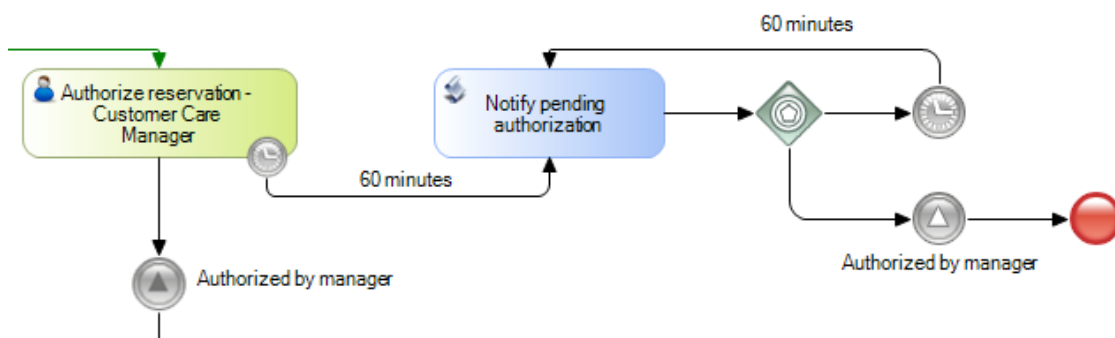 60 minutes
Authorize reservation -
Customer Care
Manager
Notify pending
authorization
60 minutes
Authorized by manager
Authorized by manager